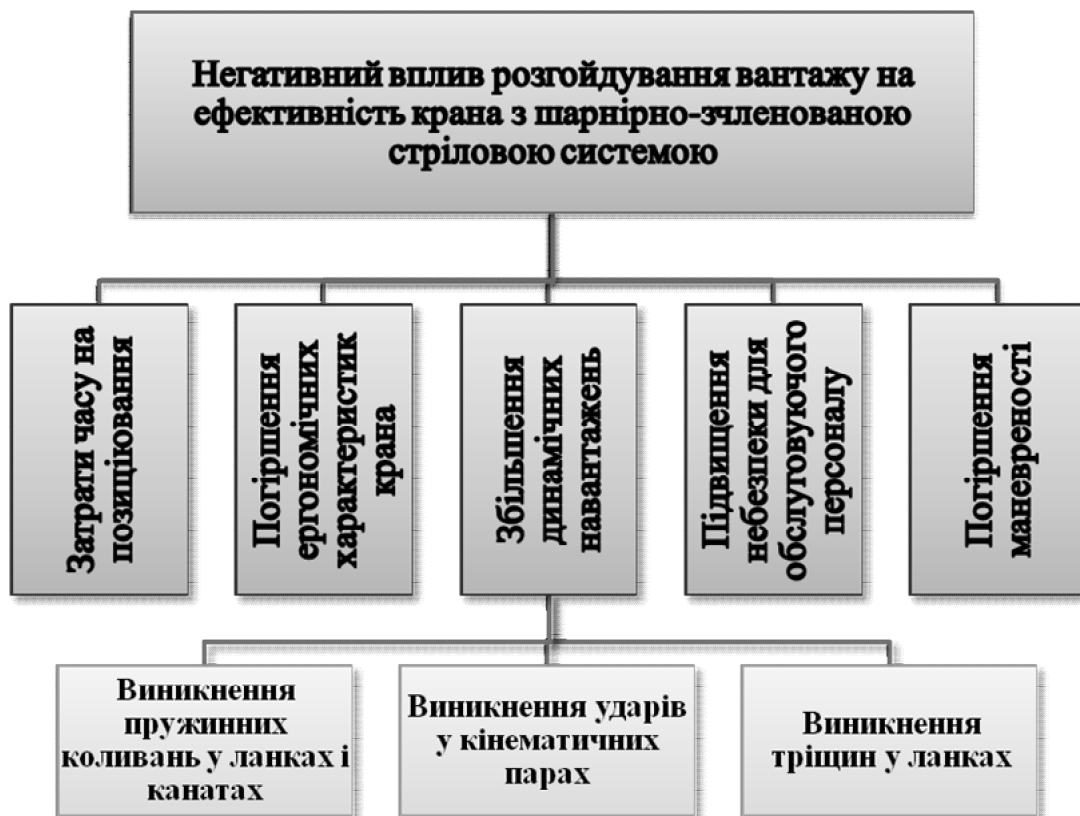 Негативний вплив розгойдування вантажу на
ефективність крана з шарнірно-зчленованою
стріловою системою
Затрати часу на
позиціювання
Погіршення
ергономічних
характеристик
крана
Збільшення
динамічних
навантажень
Підвищення
небезпеки для
обслуговуючого
персоналу
Погіршення
маневреності
Виникнення
пружинних
коливань у ланках і
канатах
Виникнення ударів
у кінематичних
парах
Виникнення
тріщин у ланках